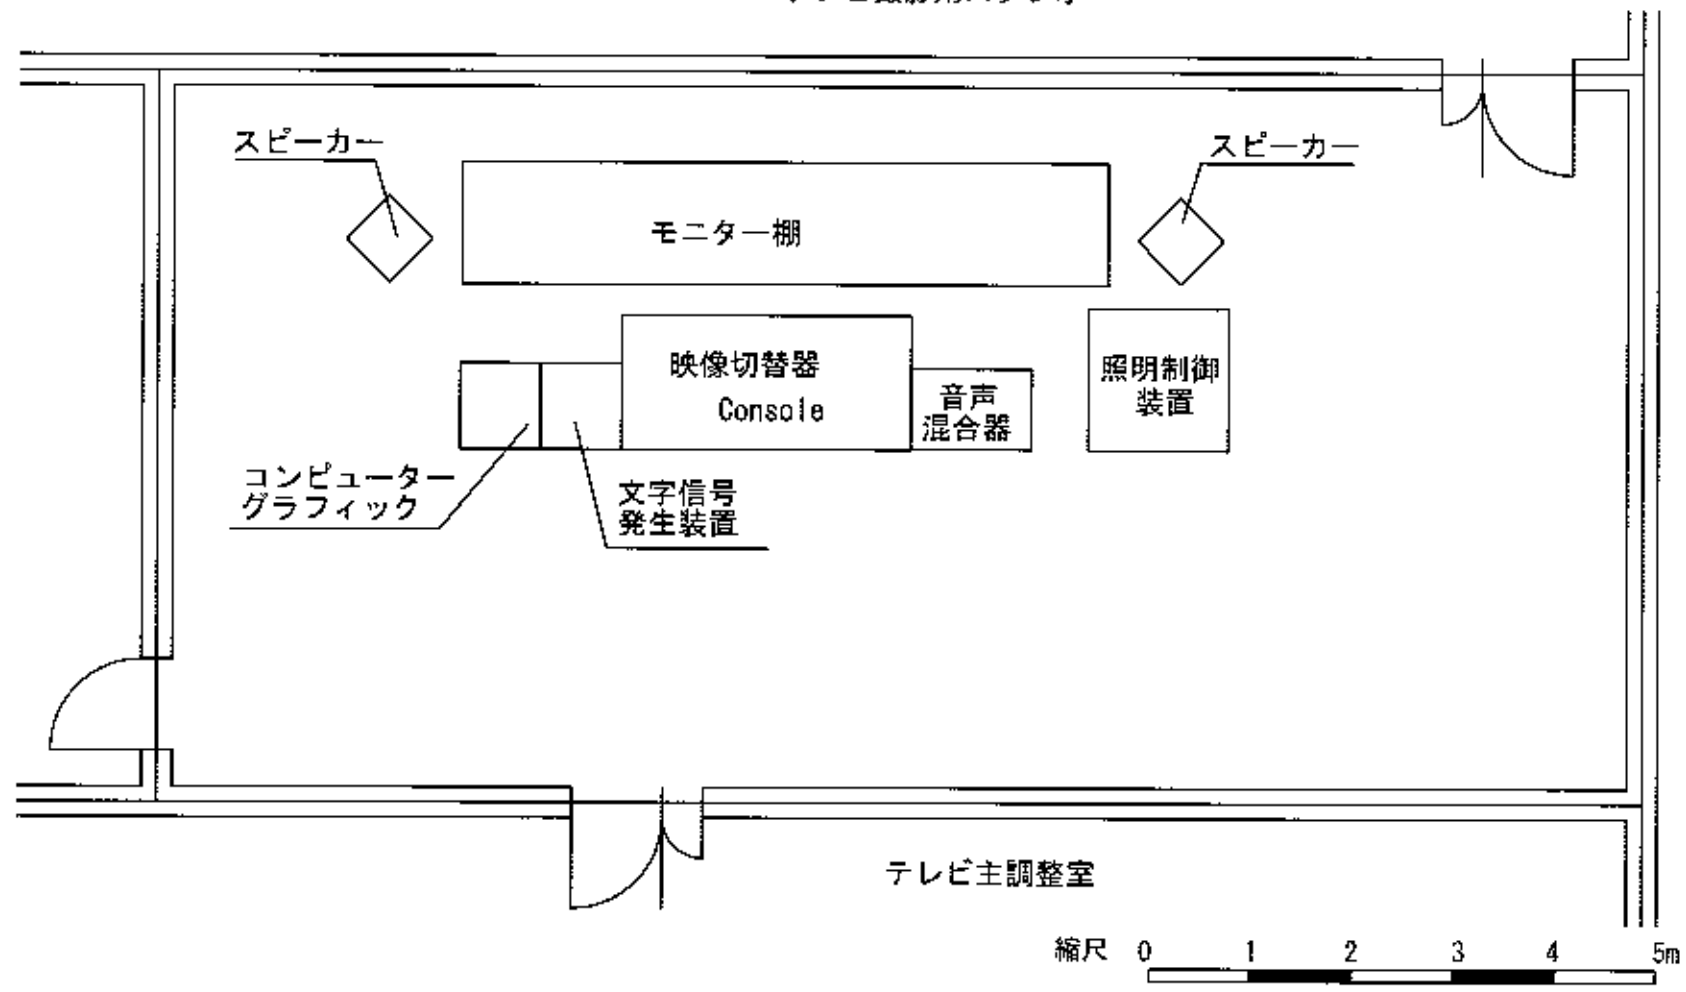 スピーカー
スピーカー
モニター棚
映像切替器
Console
音声
混合器
照明制御
装置
コンピューター
グラフィック
文字信号
発生装置
テレビ主調整室
縮尺 0 1 2 3 4 5m